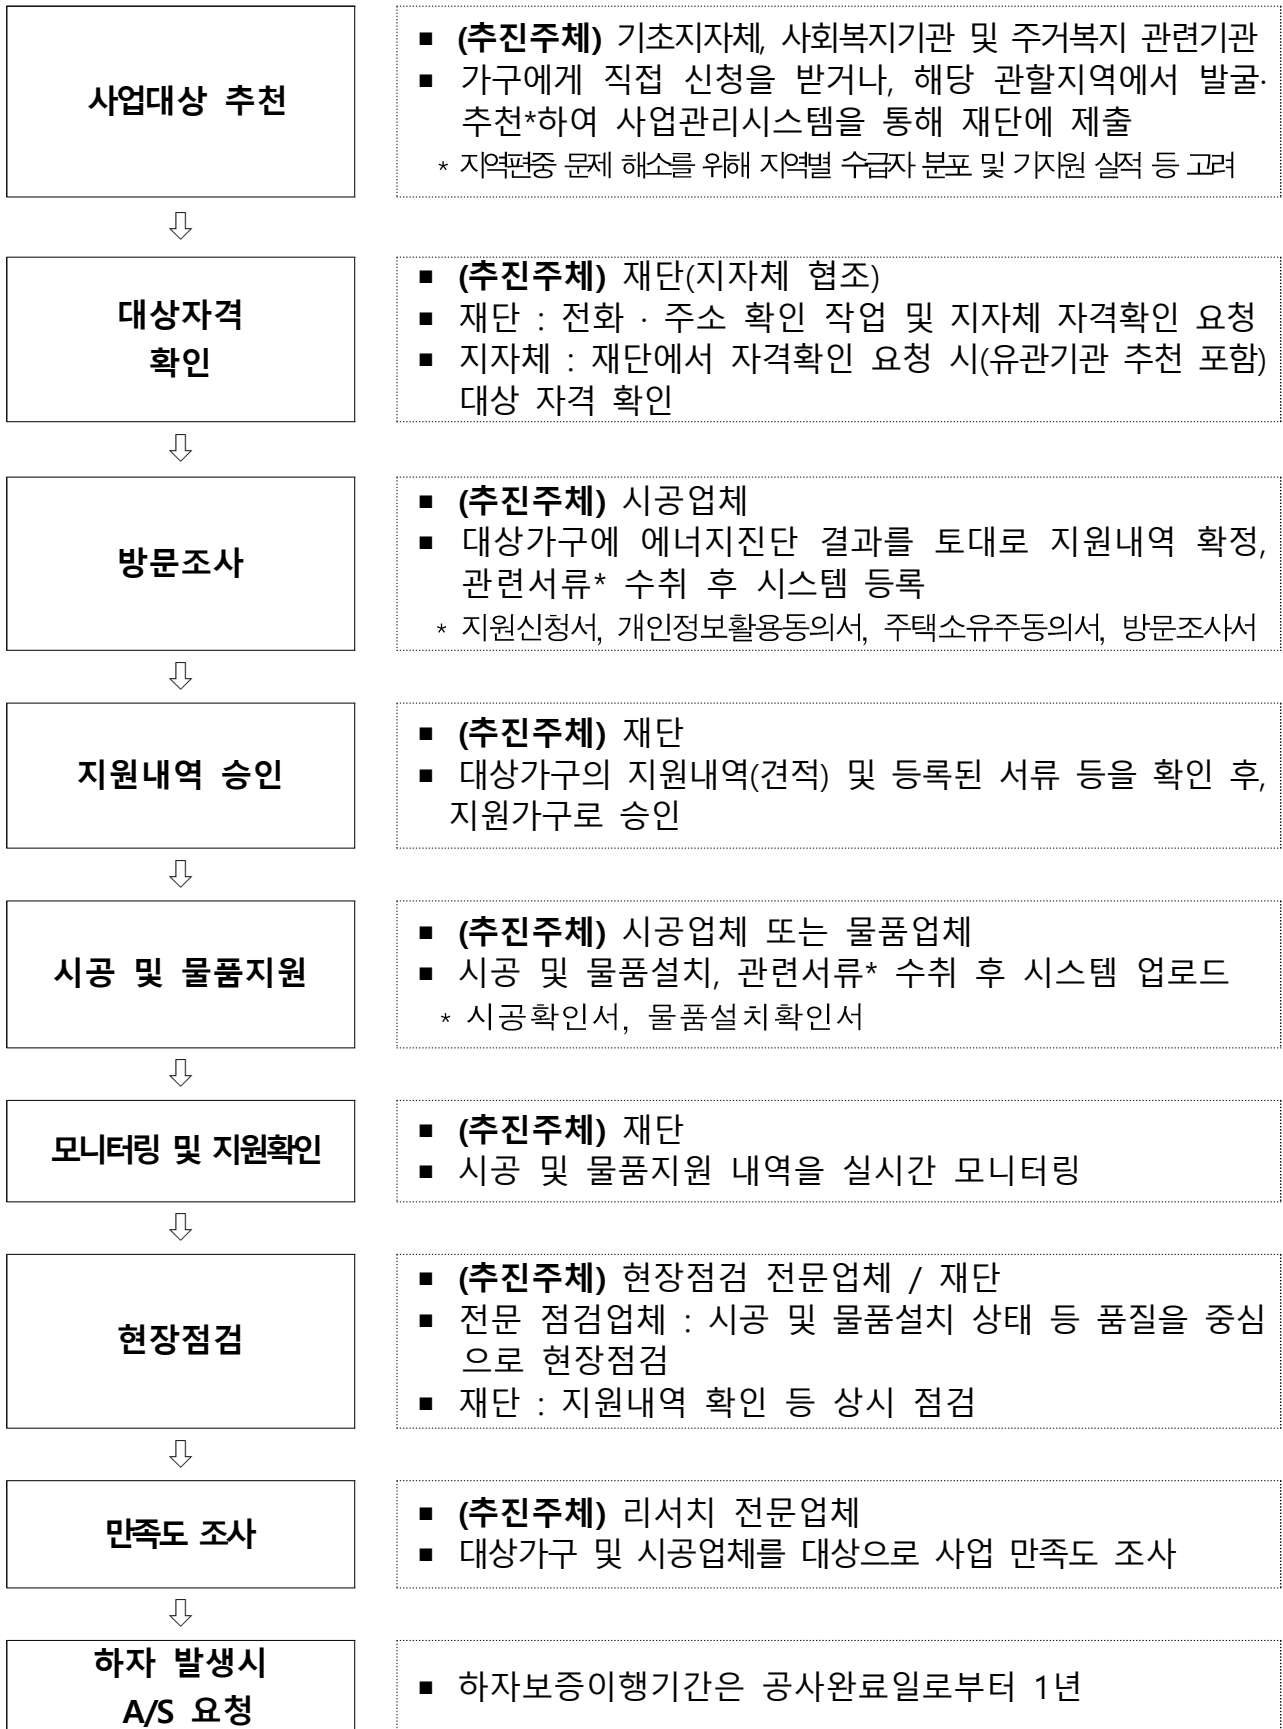 사업대상 추천
■ (추진주체) 기초지자체, 사회복지기관 및 주거복지 관련기관
■ 가구에게 직접 신청을 받거나, 해당 관할지역에서 발굴·
추천*하여 사업관리시스템을 통해 재단에 제출
* 지역편중 문제 해소를 위해 지역별 수급자 분포 및 기지원 실적 등 고려
⇩
대상자격
확인
■ (추진주체) 재단(지자체 협조)
■ 재단 : 전화 · 주소 확인 작업 및 지자체 자격확인 요청
■ 지자체 : 재단에서 자격확인 요청 시(유관기관 추천 포함)
대상 자격 확인
⇩
방문조사
■ (추진주체) 시공업체
■ 대상가구에 에너지진단 결과를 토대로 지원내역 확정,
관련서류* 수취 후 시스템 등록
* 지원신청서, 개인정보활용동의서, 주택소유주동의서, 방문조사서
⇩
지원내역 승인
■ (추진주체) 재단
■ 대상가구의 지원내역(견적) 및 등록된 서류 등을 확인 후,
지원가구로 승인
⇩
시공 및 물품지원
■ (추진주체) 시공업체 또는 물품업체
■ 시공 및 물품설치, 관련서류* 수취 후 시스템 업로드
* 시공확인서, 물품설치확인서
⇩
모니터링 및 지원확인
■ (추진주체) 재단
■ 시공 및 물품지원 내역을 실시간 모니터링
⇩
현장점검
■ (추진주체) 현장점검 전문업체 / 재단
■ 전문 점검업체 : 시공 및 물품설치 상태 등 품질을 중심
으로 현장점검
■ 재단 : 지원내역 확인 등 상시 점검
⇩
만족도 조사
■ (추진주체) 리서치 전문업체
■ 대상가구 및 시공업체를 대상으로 사업 만족도 조사
⇩
하자 발생시
A/S 요청
■ 하자보증이행기간은 공사완료일로부터 1년